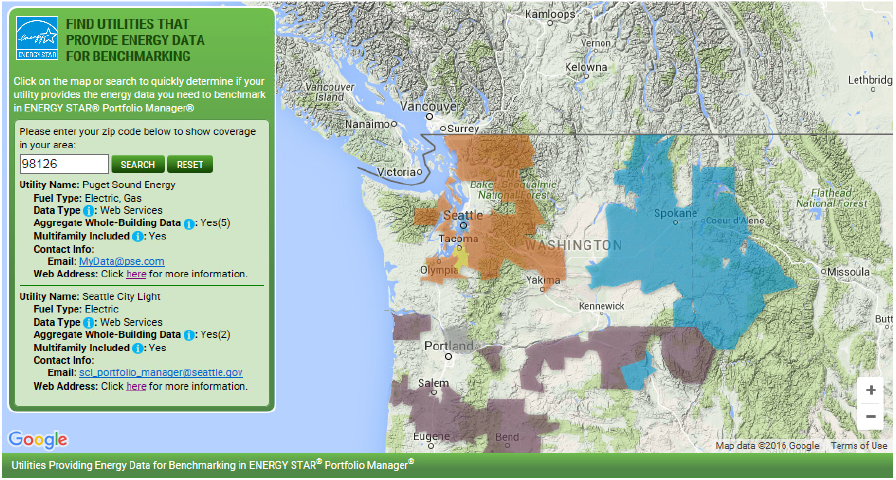 FIND UTILITIES THAT
PROVIDE ENERGY DATA
FOR BENCHMARKING
ENERGY STAR
Click on the map or search to quickly determine if your
utility provides the energy data you need to benchmark
in ENERGY STAR® Portfolio Manager®
Please enter your zip code below to show coverage
in your area:
98126 SEARCH RESET
Utility Name: Puget Sound Energy
Fuel Type: Electric, Gas
Data Type i: Web Services
Aggregate Whole-Building Data i: Yes(5)
Multifamily Included i: Yes
Contact Info:
Email: MyData@pse.com
Web Address: Click here for more information.
Utility Name: Seattle City Light
Fuel Type: Electric
Data Type i: Web Services
Aggregate Whole-Building Data i: Yes(2)
Multifamily Included i: Yes
Contact Info:
Email: scl_portfolio_manager@seattle.gov
Web Address: Click here for more information.
Google
Kamloops
Vernon
Kelowna
Lethbridg
Vancouver
Island
Vancouver
Nanaimo
Surrey
Victoria
Baker-Snoqualmie
National Forest
Seattle
Spokane
Coeur d'Alene
Flathead
National Forest
Tacoma
WASHINGTON
Olympia
Yakima
Missoula
Kennewick
Butt
Portland
Salem
Eugene
Bend
+
−
Map data ©2016 Google Terms of Use
Utilities Providing Energy Data for Benchmarking in ENERGY STAR® Portfolio Manager®